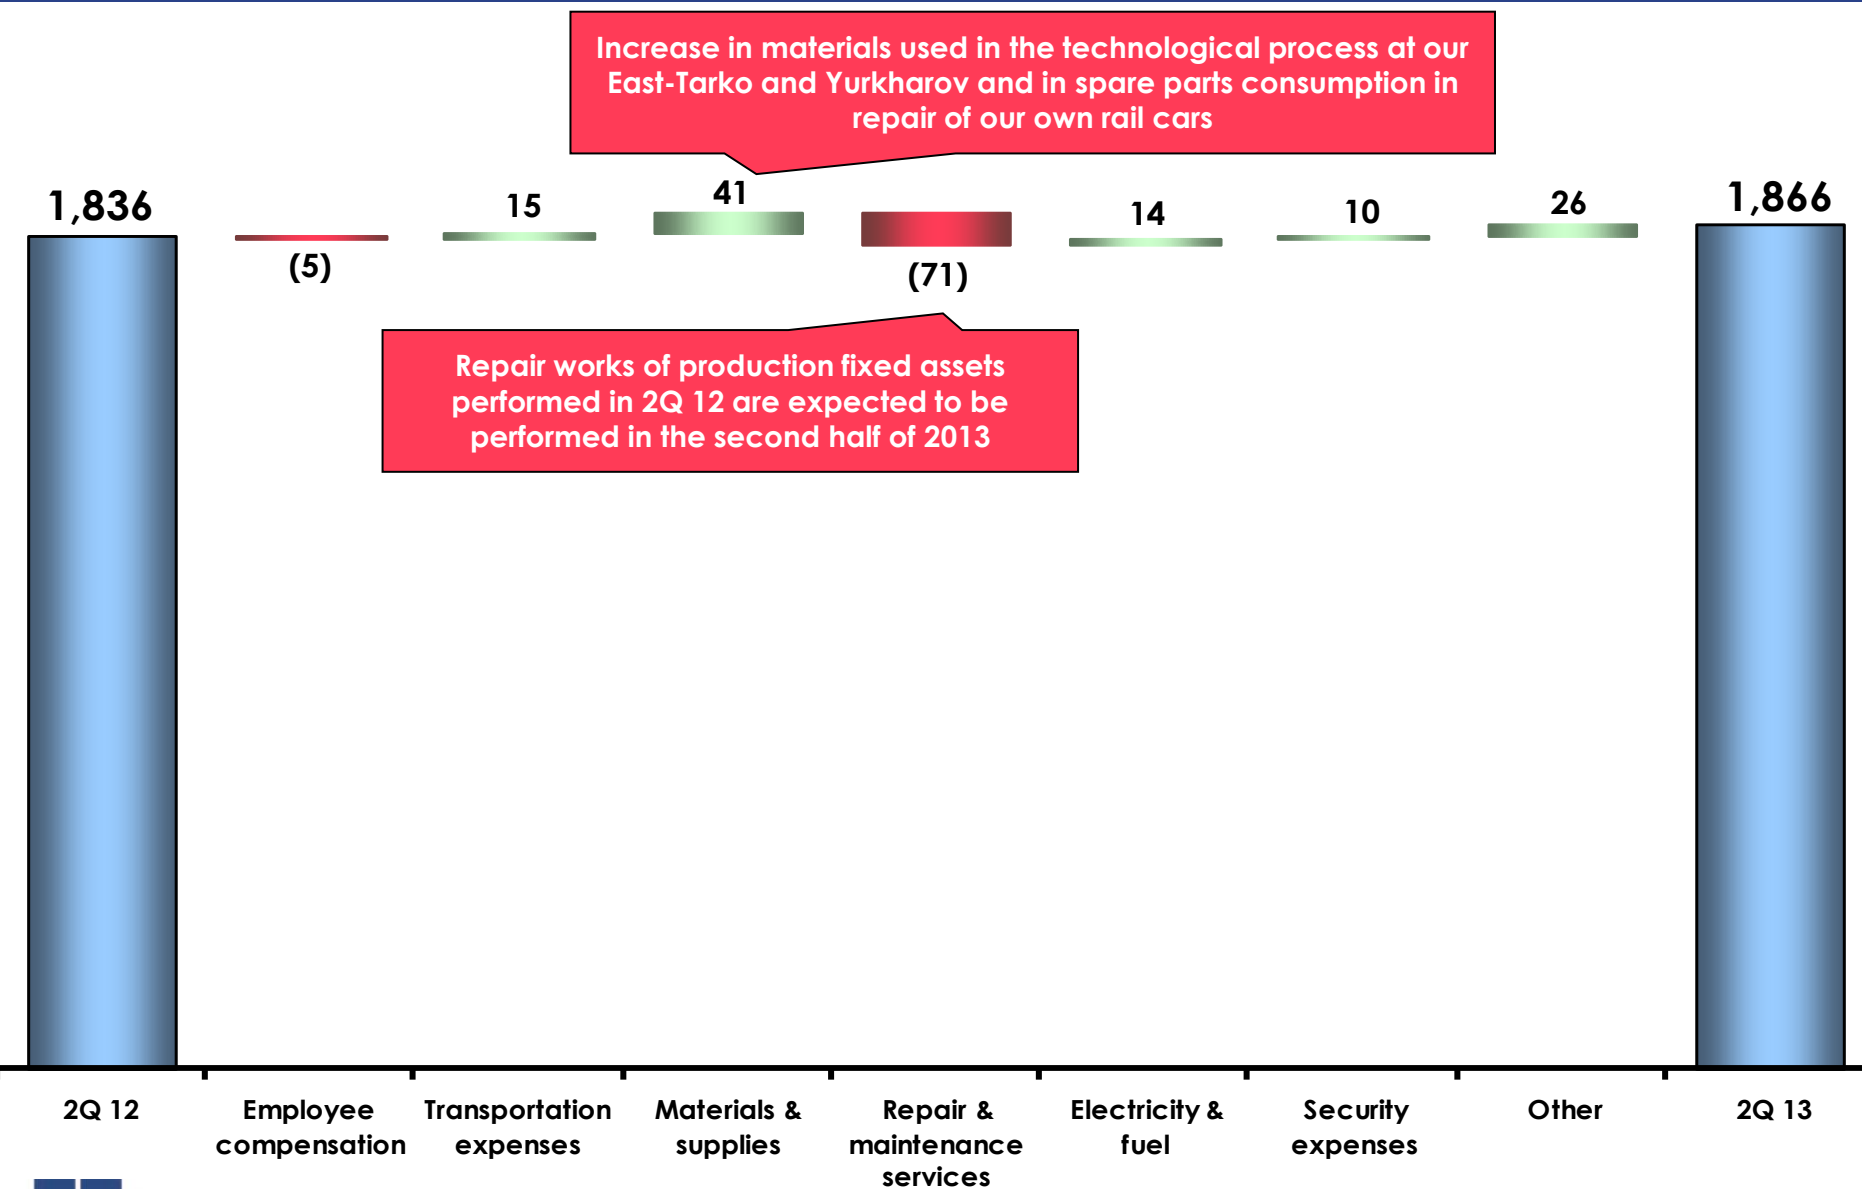 Increase in materials used in the technological process at our
East-Tarko and Yurkharov and in spare parts consumption in
repair of our own rail cars
1,836
(5)
15
41
(71)
14
10
26
1,866
Repair works of production fixed assets
performed in 2Q 12 are expected to be
performed in the second half of 2013
2Q 12
Employee
compensation
Transportation
expenses
Materials &
supplies
Repair &
maintenance
services
Electricity &
fuel
Security
expenses
Other
2Q 13